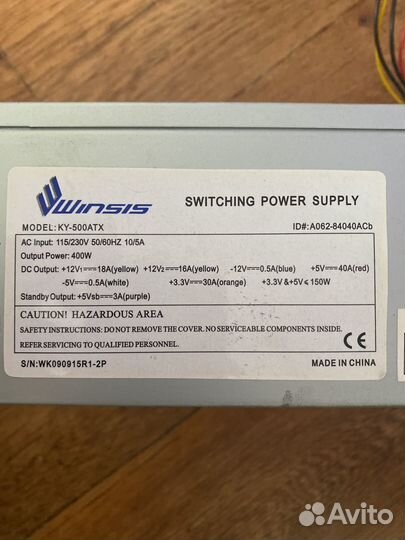 Winsis SWITCHING POWER SUPPLY
MODEL: KY-500ATX ID#:A062-84040ACb
AC Input: 115/230V 50/60HZ 10/5A
Output Power: 400W
DC Output: +12V1⎓18A(yellow) +12V2⎓16A(yellow) -12V⎓0.5A(blue) +5V⎓40A(red)
-5V⎓0.5A(white) +3.3V⎓30A(orange) +3.3V &+5V≤150W
Standby Output: +5Vsb⎓3A(purple)
CAUTION! HAZARDOUS AREA
SAFETY INSTRUCTIONS: DO NOT REMOVE THE COVER. NO SERVICEABLE COMPONENTS INSIDE.
REFER SERVICING TO QUALIFIED PERSONNEL.
CE
S/N:WK090915R1-2P MADE IN CHINA
Avito